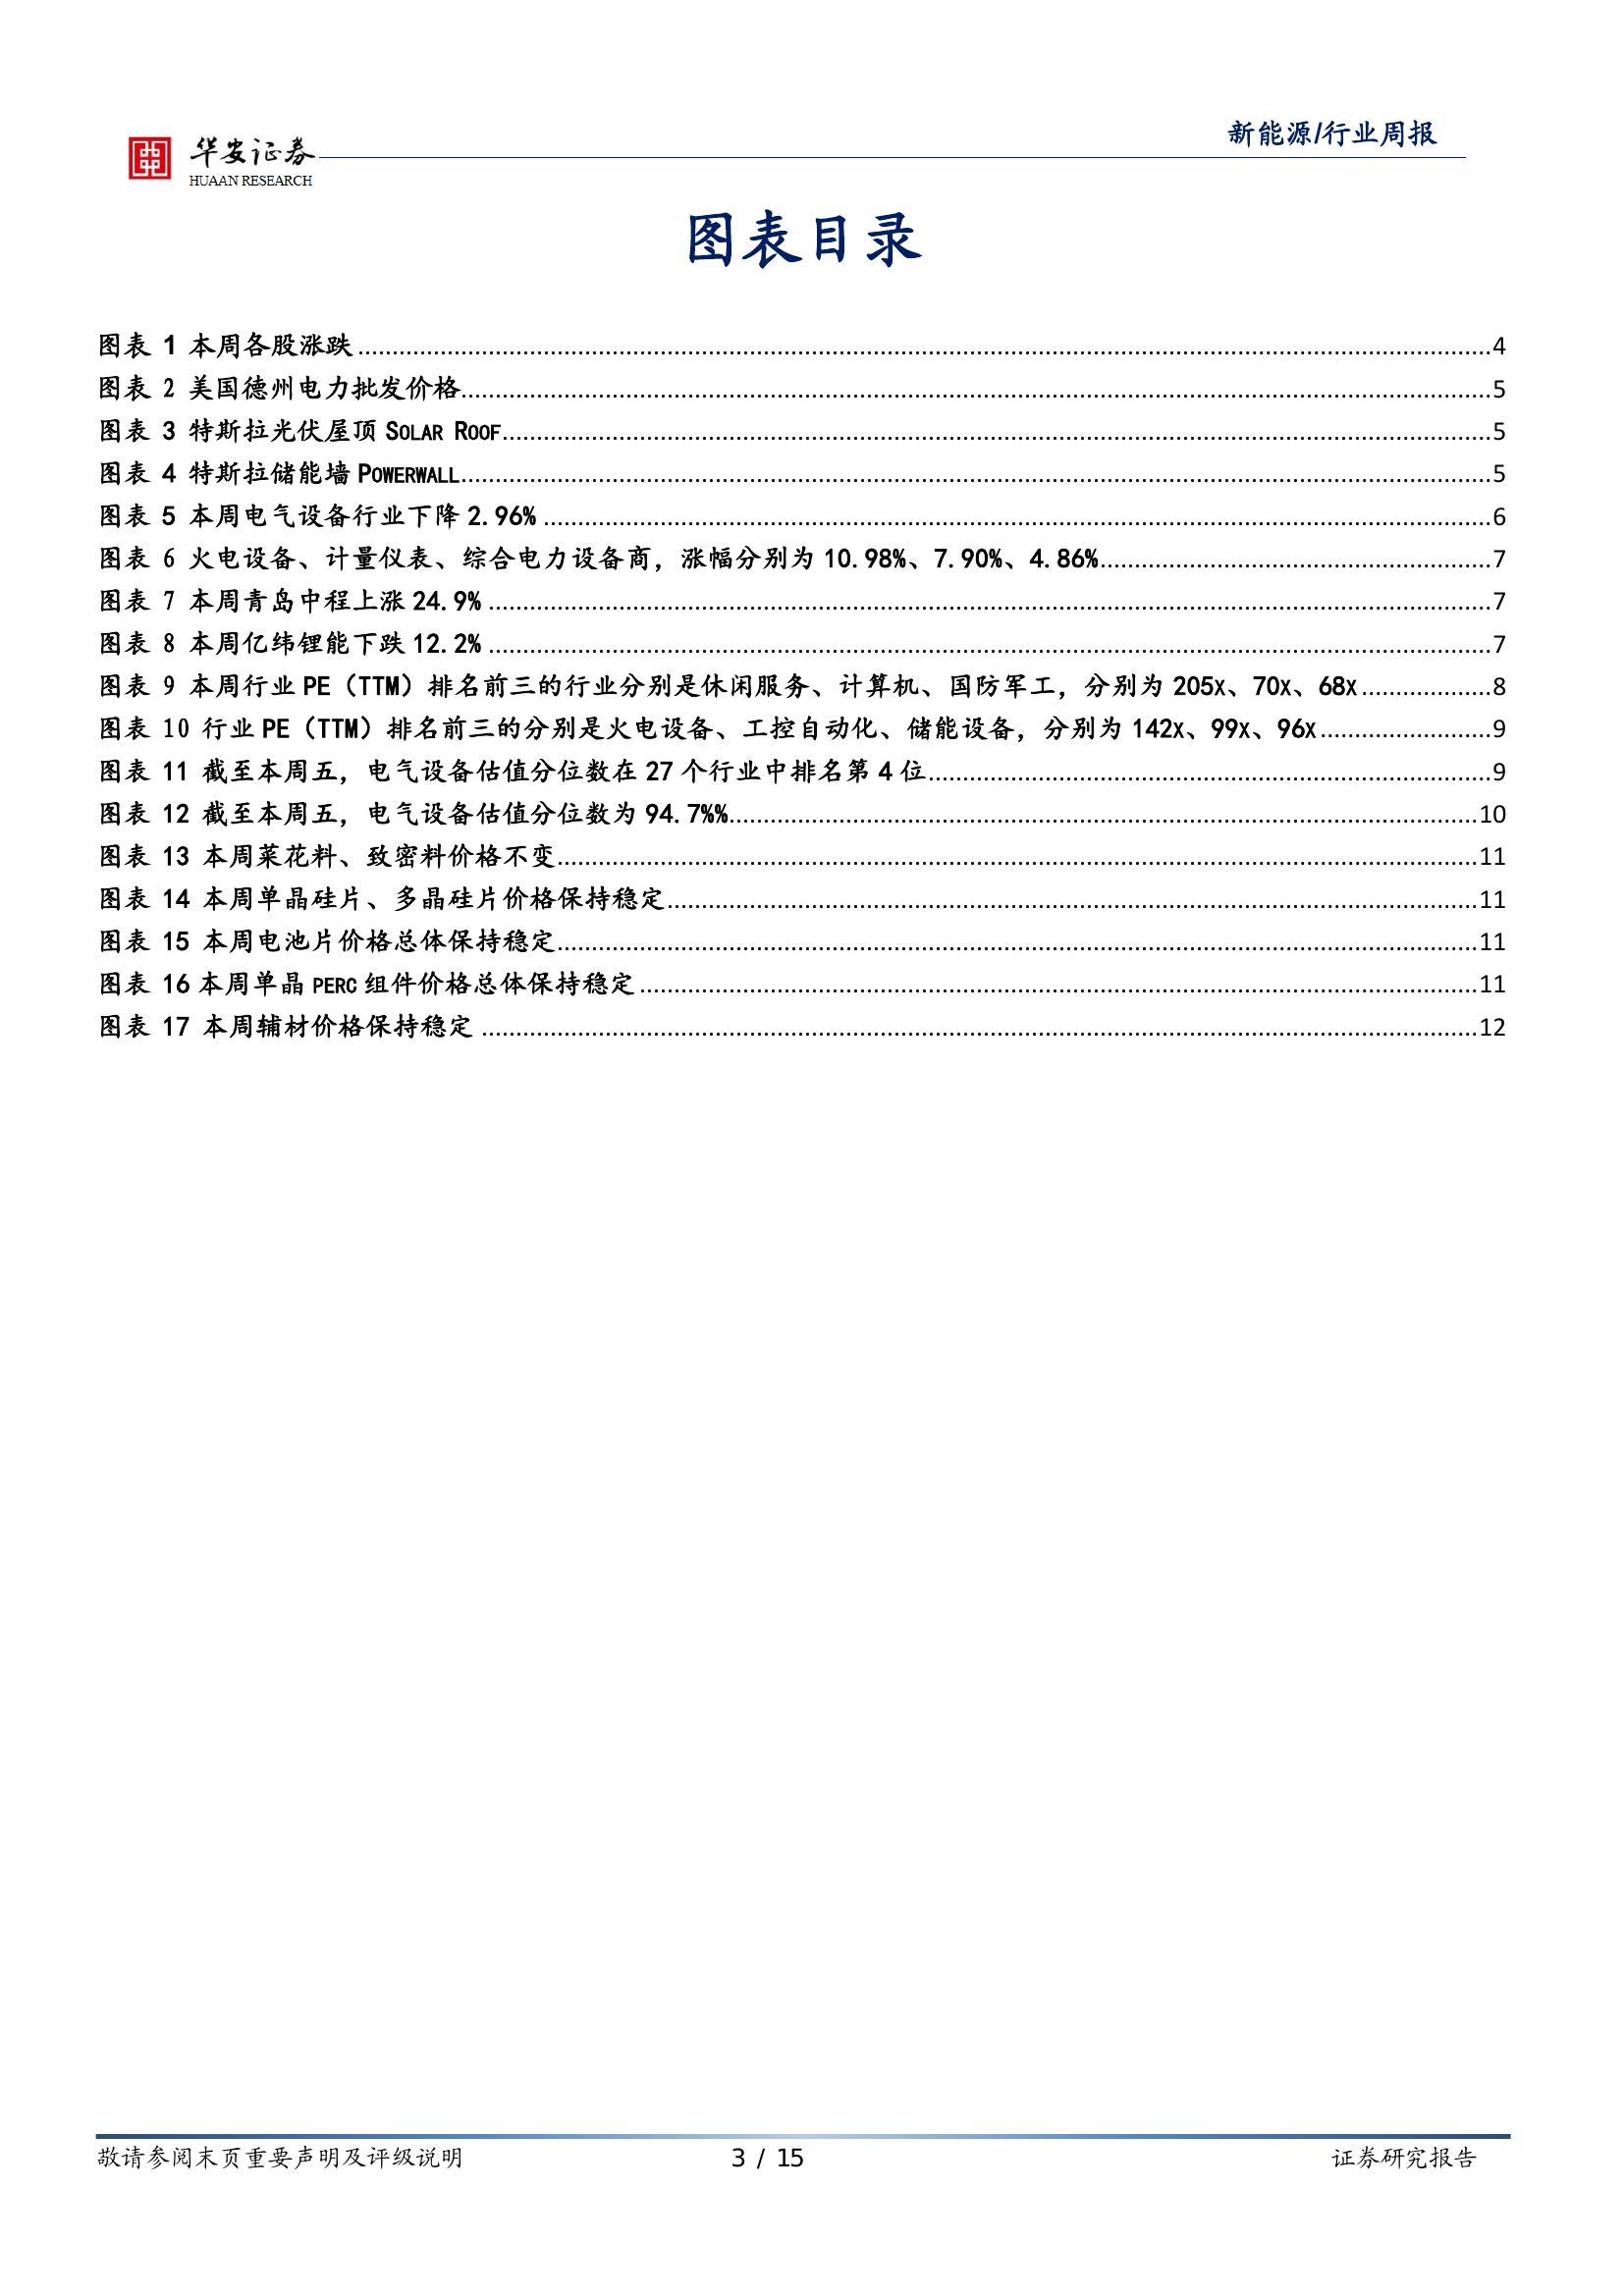 新能源/行业周报
华安证券
HUAAN RESEARCH
图表目录
图表 1 本周各股涨跌......4
图表 2 美国德州电力批发价格......5
图表 3 特斯拉光伏屋顶 SOLAR ROOF......5
图表 4 特斯拉储能墙 POWERWALL......5
图表 5 本周电气设备行业下降 2.96%......6
图表 6 火电设备、计量仪表、综合电力设备商，涨幅分别为 10.98%、7.90%、4.86%......7
图表 7 本周青岛中程上涨 24.9%......7
图表 8 本周亿纬锂能下跌 12.2%......7
图表 9 本周行业 PE（TTM）排名前三的行业分别是休闲服务、计算机、国防军工，分别为 205X、70X、68X......8
图表 10 行业 PE（TTM）排名前三的分别是火电设备、工控自动化、储能设备，分别为 142X、99X、96X......9
图表 11 截至本周五，电气设备估值分位数在 27 个行业中排名第 4 位......9
图表 12 截至本周五，电气设备估值分位数为 94.7%%......10
图表 13 本周菜花料、致密料价格不变......11
图表 14 本周单晶硅片、多晶硅片价格保持稳定......11
图表 15 本周电池片价格总体保持稳定......11
图表 16 本周单晶 PERC 组件价格总体保持稳定......11
图表 17 本周辅材价格保持稳定......12
敬请参阅末页重要声明及评级说明 3 / 15 证券研究报告